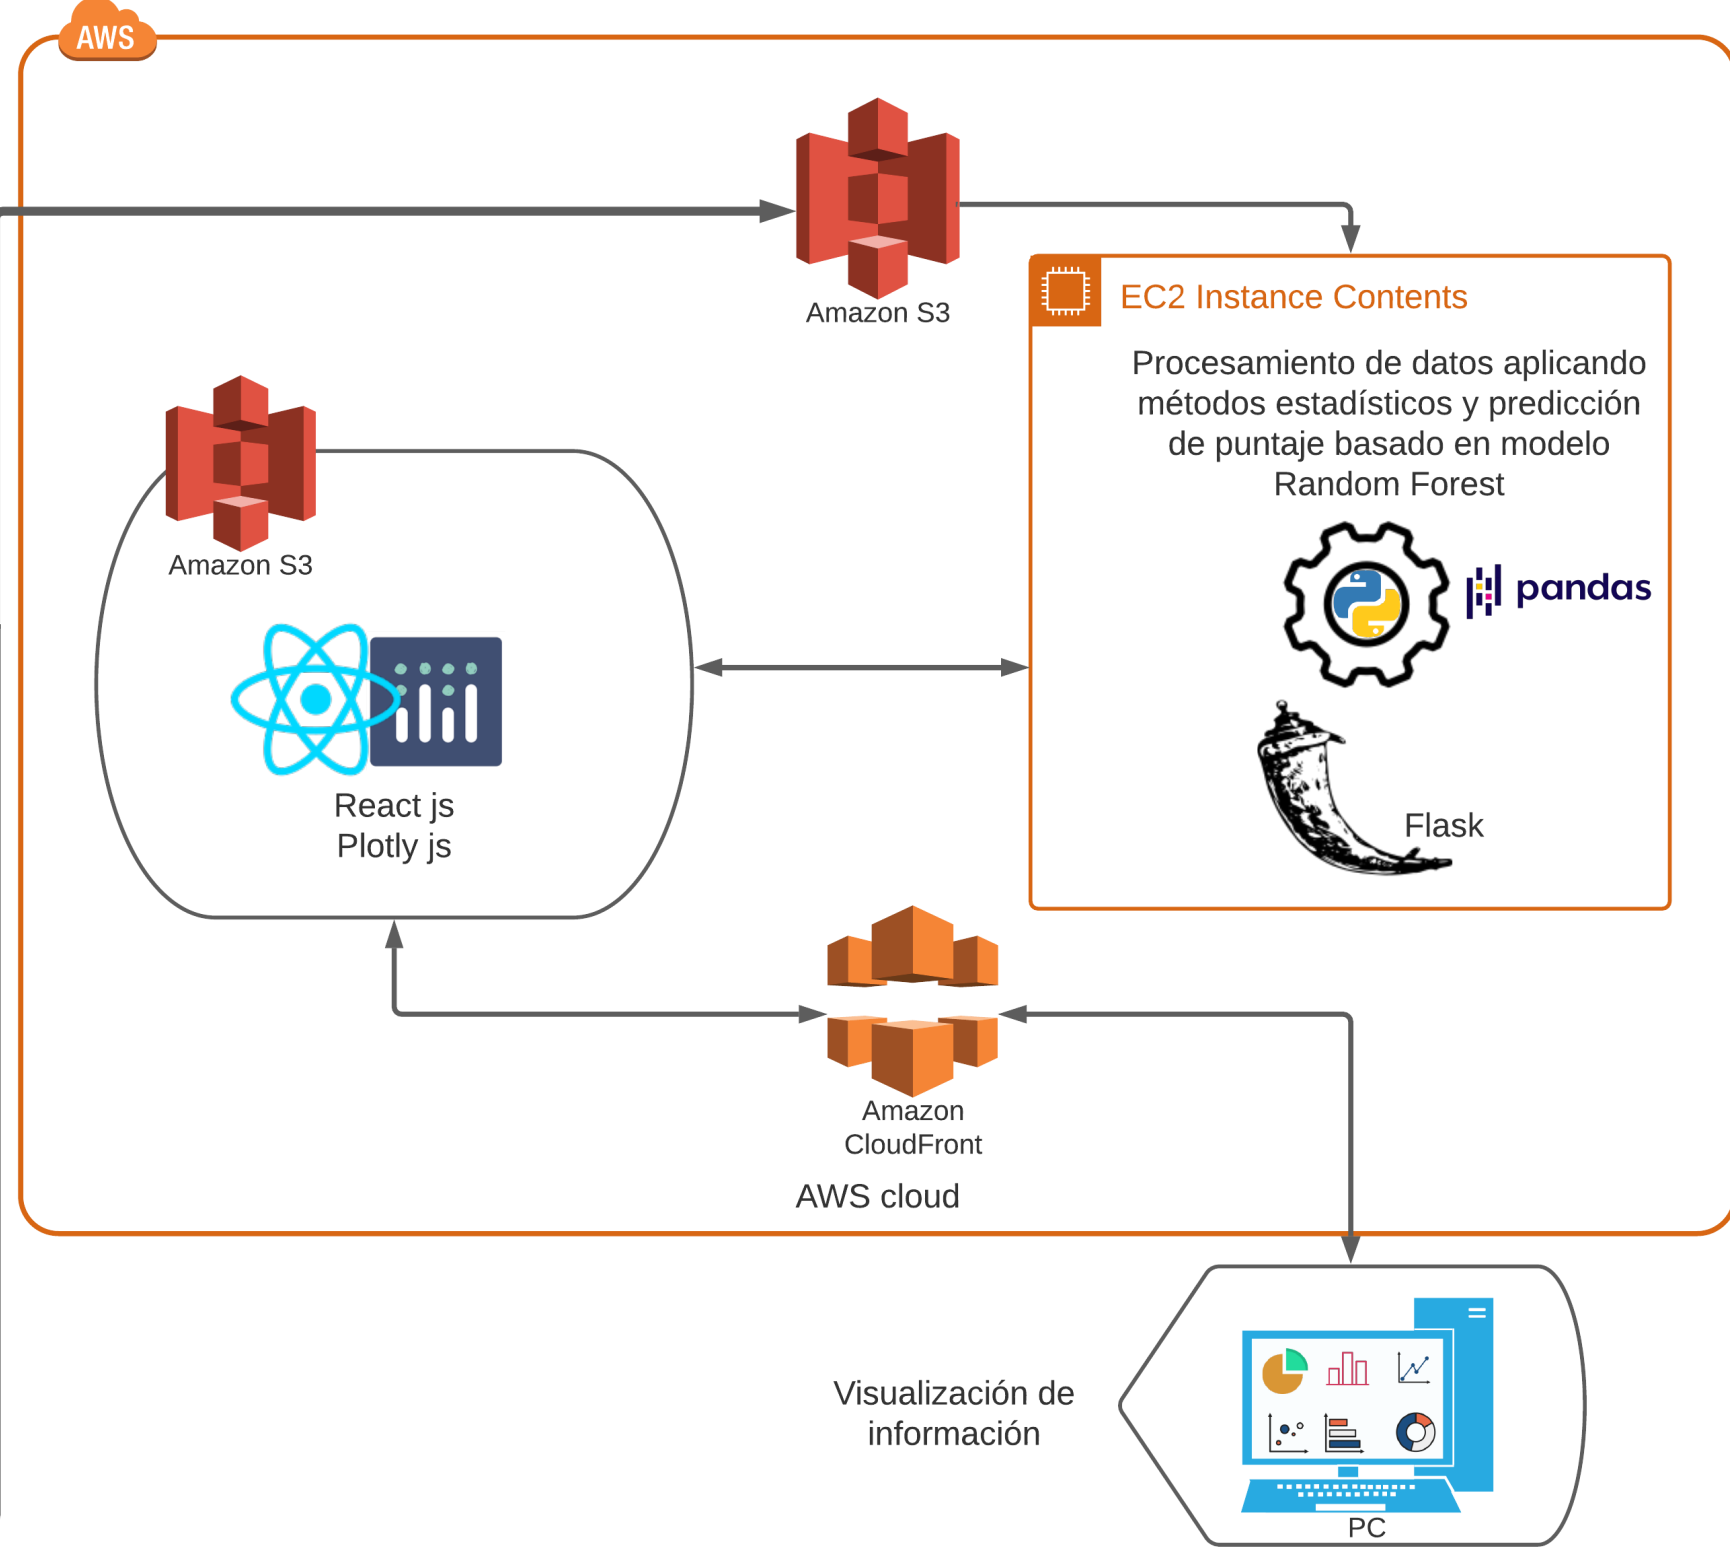 AWS
Amazon S3
EC2 Instance Contents
Procesamiento de datos aplicando
métodos estadísticos y predicción
de puntaje basado en modelo
Random Forest
pandas
Flask
Amazon S3
React js
Plotly js
Amazon
CloudFront
AWS cloud
Visualización de
información
PC